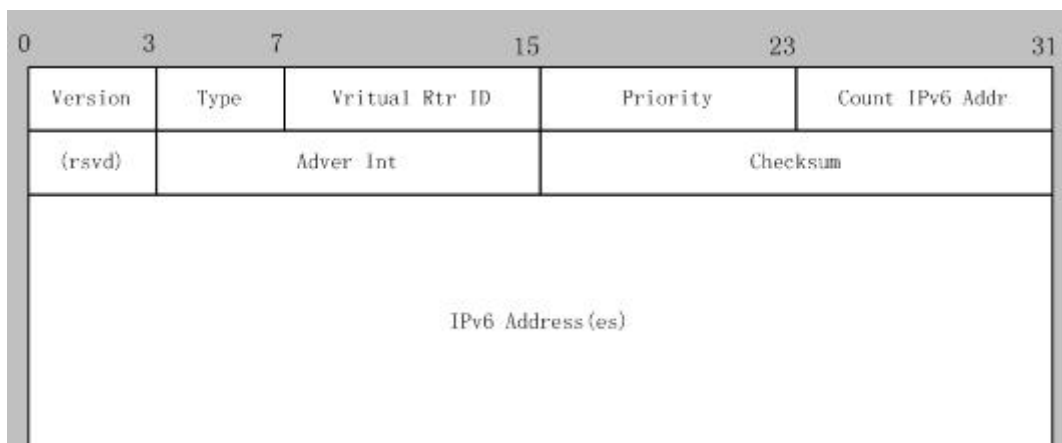 0 3 7 15 23 31
Version Type Vritual Rtr ID Priority Count IPv6 Addr
(rsvd) Adver Int Checksum
IPv6 Address(es)